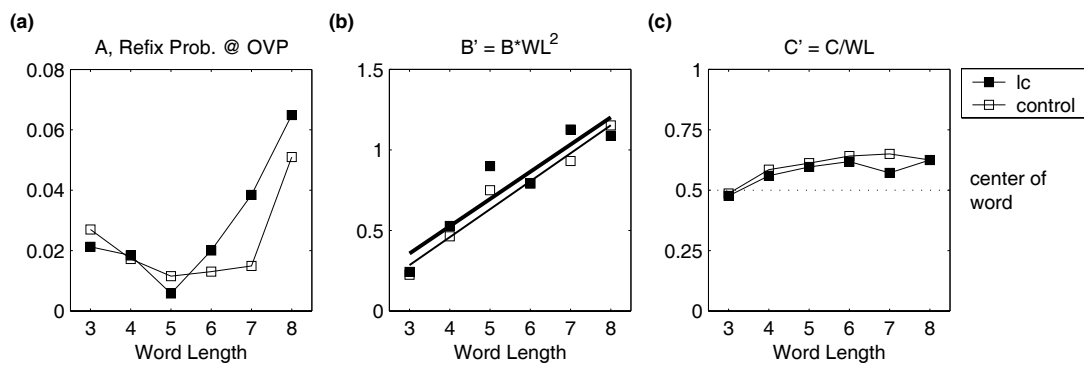 (a)
A, Refix Prob. @ OVP
0.08
0.06
0.04
0.02
0
3 4 5 6 7 8
Word Length
(b)
B' = B*WL²
1.5
1
0.5
0
3 4 5 6 7 8
Word Length
(c)
C' = C/WL
1
0.75
0.5
0.25
0
3 4 5 6 7 8
Word Length
lc
control
center of
word